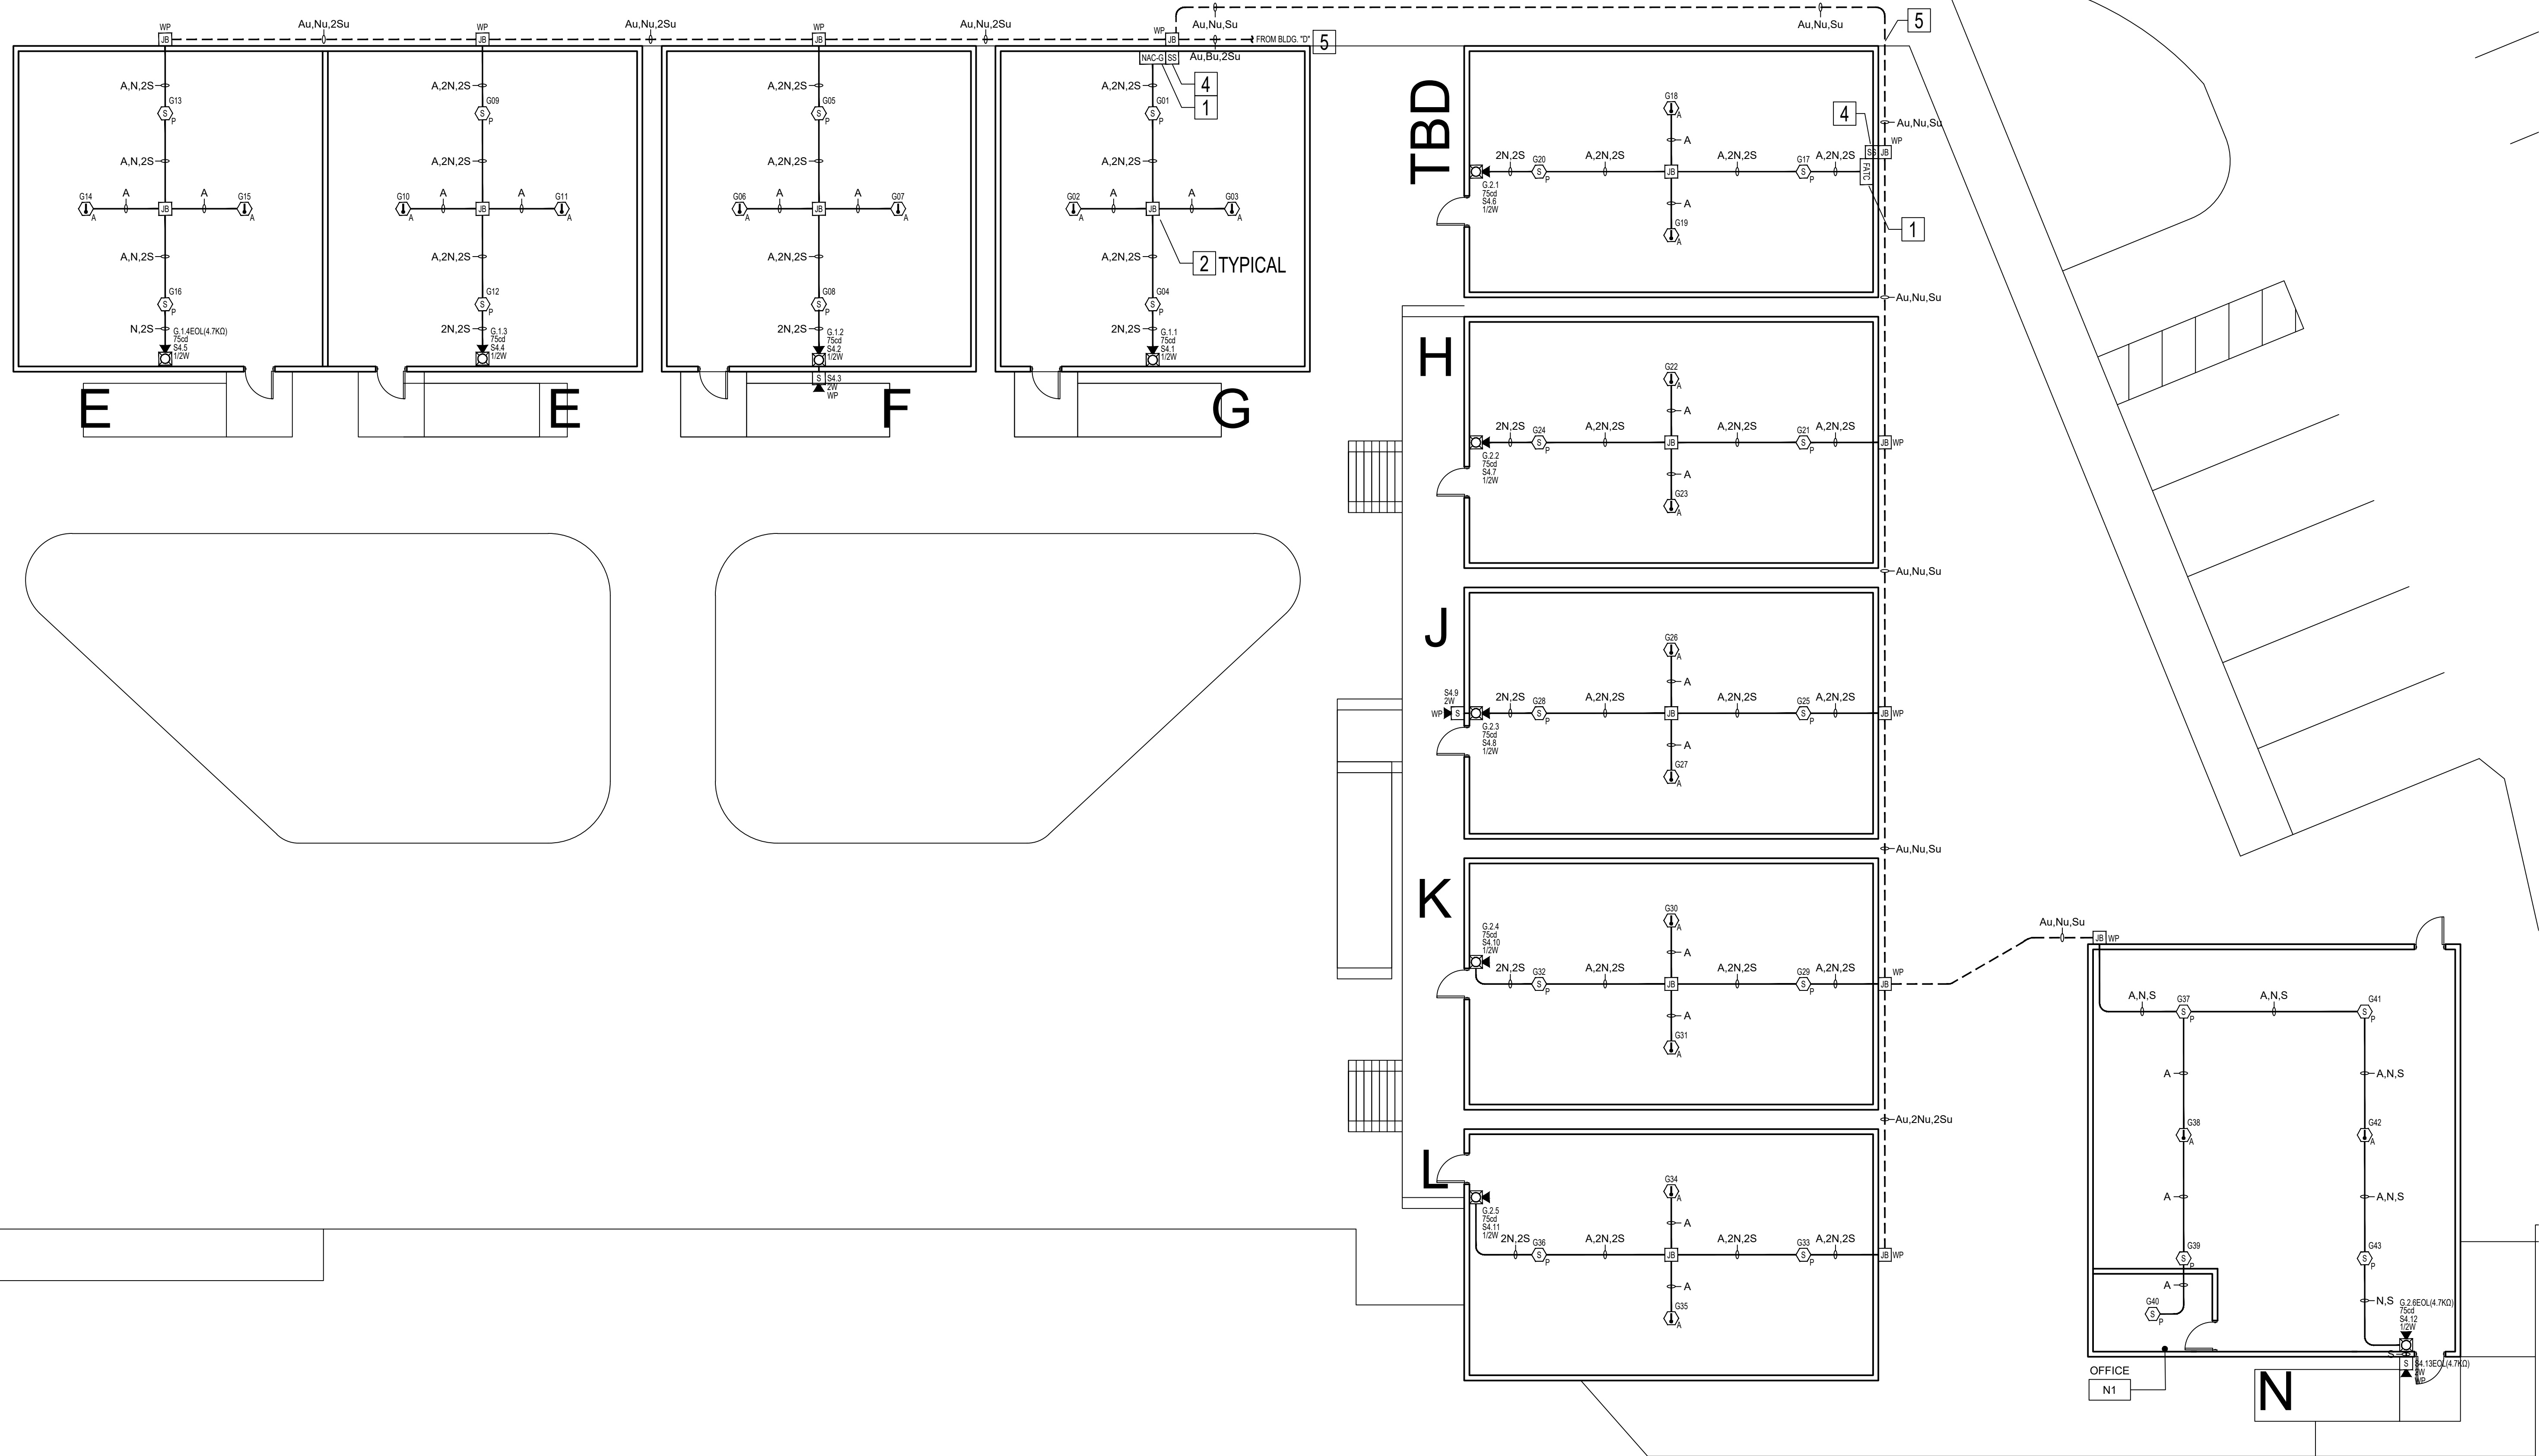 Au,Nu,2Su
Au,Nu,2Su
Au,Nu,2Su
Au,Nu,Su
Au,Nu,Su
5
WP
JB
WP
JB
WP
JB
WP
JB
FROM BLDG. "D"
5
Au,Bu,2Su
NAC-G
SS
4
1
A,N,2S
G13
S
P
A,N,2S
G14
A
A
JB
A
G15
A
A,N,2S
G16
S
P
N,2S
G.1.4EOL(4.7KΩ)
75cd
S4.5
1/2W
E
A,2N,2S
G09
S
P
A,2N,2S
G10
A
A
JB
A
G11
A
A,2N,2S
G12
S
P
2N,2S
G.1.3
75cd
S4.4
1/2W
E
A,2N,2S
G05
S
P
A,2N,2S
G06
A
A
JB
A
G07
A
A,2N,2S
G08
S
P
2N,2S
G.1.2
75cd
S4.2
1/2W
S
S4.3
2W
WP
F
A,2N,2S
G01
S
P
A,2N,2S
G02
A
A
JB
A
G03
A
A,2N,2S
2 TYPICAL
G04
S
P
2N,2S
G.1.1
75cd
S4.1
1/2W
G
TBD
G18
A
A
2N,2S
G20
S
P
A,2N,2S
JB
A,2N,2S
G17
S
P
A,2N,2S
G.2.1
75cd
S4.6
1/2W
A
G19
A
4
SS
JB
WP
FATC
1
Au,Nu,Su
Au,Nu,Su
H
G22
A
A
2N,2S
G24
S
P
A,2N,2S
JB
A,2N,2S
G21
S
P
A,2N,2S
JB
WP
G.2.2
75cd
S4.7
1/2W
A
G23
A
Au,Nu,Su
J
G26
A
A
S4.9
2W
WP
S
2N,2S
G28
S
P
A,2N,2S
JB
A,2N,2S
G25
S
P
A,2N,2S
JB
WP
G.2.3
75cd
S4.8
1/2W
A
G27
A
Au,Nu,Su
K
G30
A
A
G.2.4
75cd
S4.10
1/2W
2N,2S
G32
S
P
A,2N,2S
JB
A,2N,2S
G29
S
P
A,2N,2S
WP
JB
A
G31
A
Au,2Nu,2Su
L
G34
A
A
G.2.5
75cd
S4.11
1/2W
2N,2S
G36
S
P
A,2N,2S
JB
A,2N,2S
G33
S
P
A,2N,2S
JB
WP
A
G35
A
Au,Nu,Su
JB
WP
A,N,S
G37
S
P
A,N,S
G41
S
P
A
A,N,S
G38
A
G42
A
A
A,N,S
G39
S
P
G43
S
P
A
G40
S
P
N,S
G.2.6EOL(4.7KΩ)
75cd
S4.12
1/2W
S
S
S4.13EOL(4.7KΩ)
2W
WP
OFFICE
N1
N